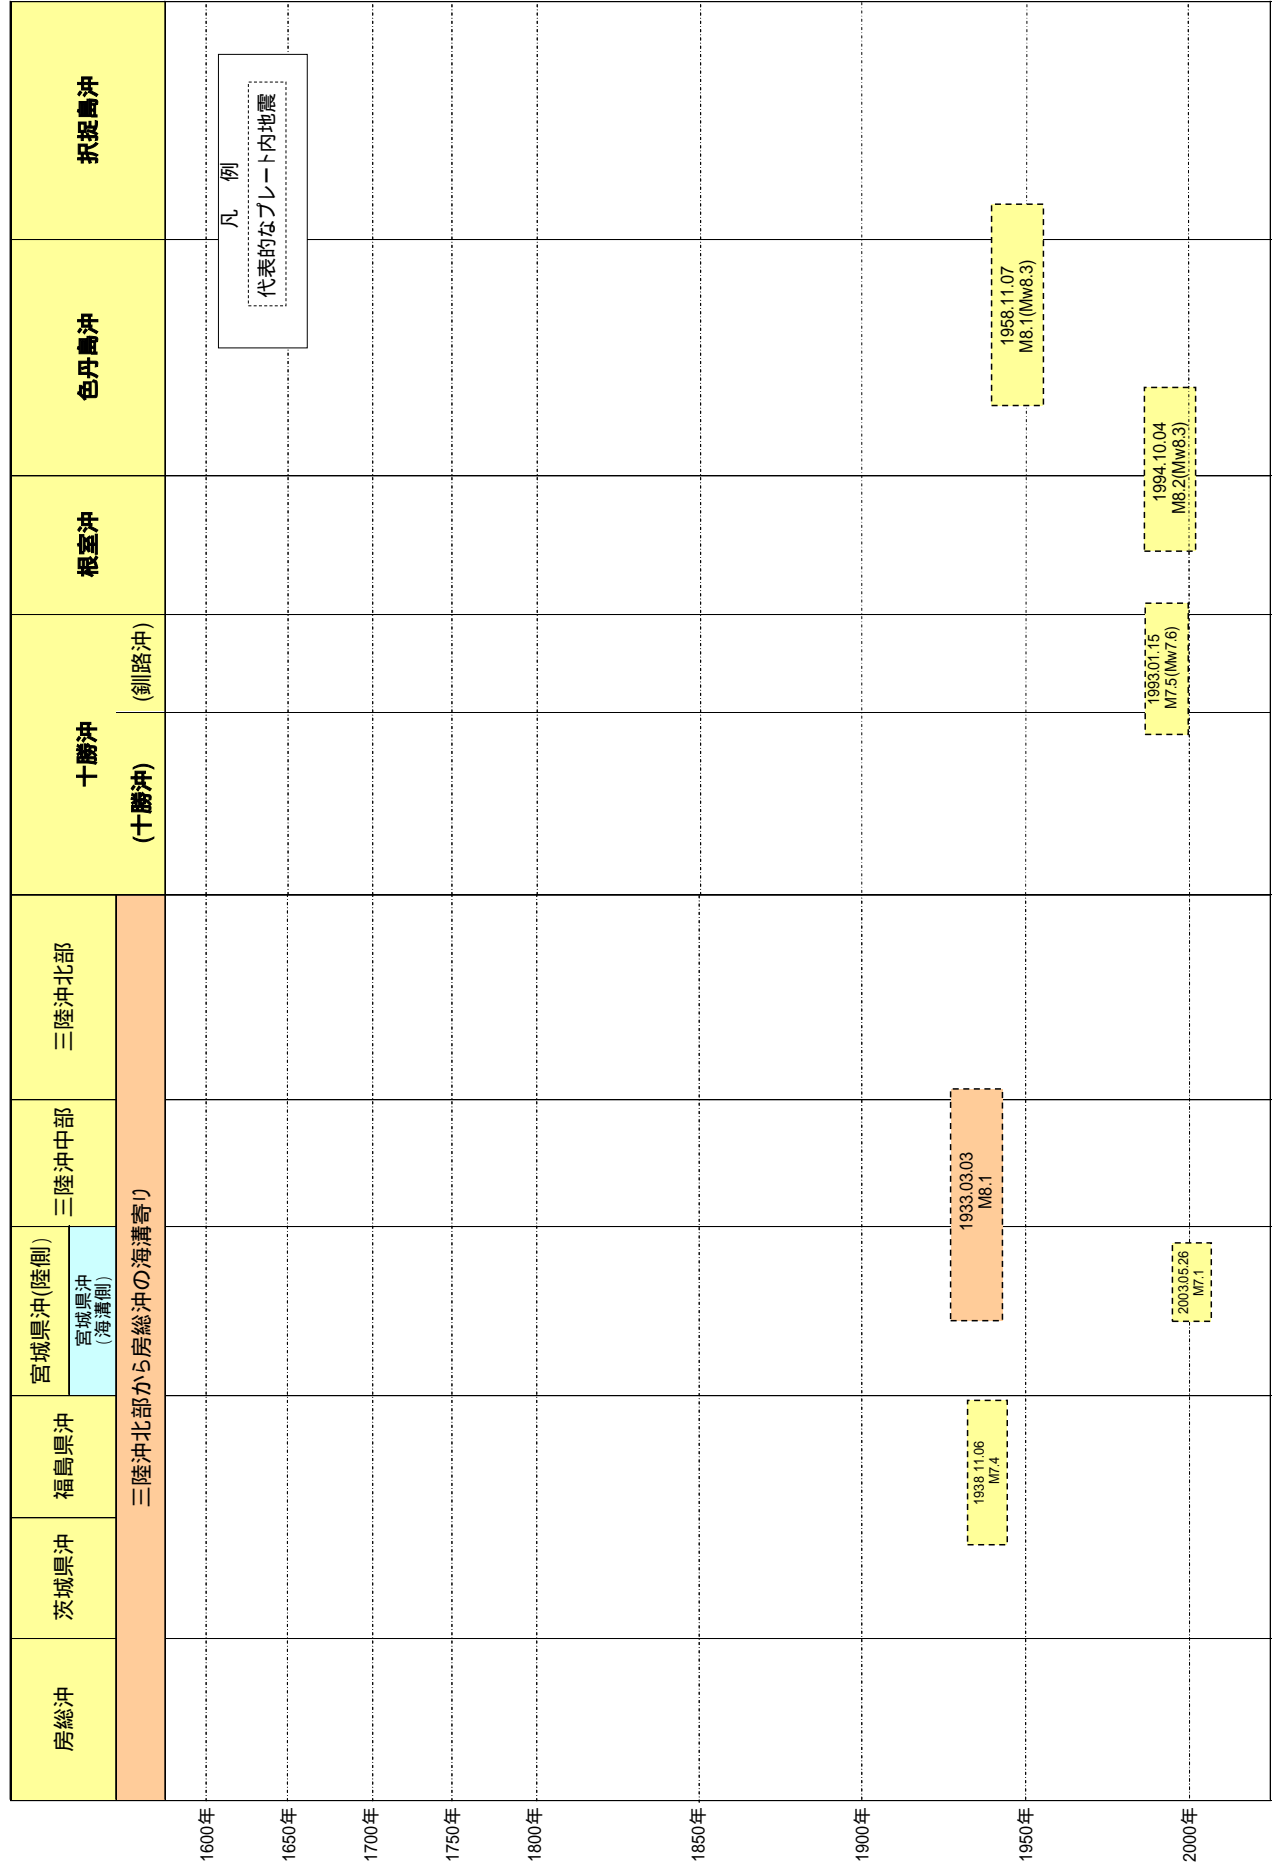 房総沖
茨城県沖
福島県沖
宮城県沖(陸側)
宮城県沖
(海溝側)
三陸沖中部
三陸沖北部
十勝沖
根室沖
色丹島沖
択捉島沖
三陸沖北部から房総沖の海溝寄り
(十勝沖)
(釧路沖)
凡　例
代表的なプレート内地震
1600年
1650年
1700年
1750年
1800年
1850年
1900年
1933.03.03
M8.1
1938 11.06
M7.4
1950年
1958.11.07
M8.1(Mw8.3)
1993.01.15
M7.5(Mw7.6)
1994.10.04
M8.2(Mw8.3)
2000年
2003.05.26
M7.1